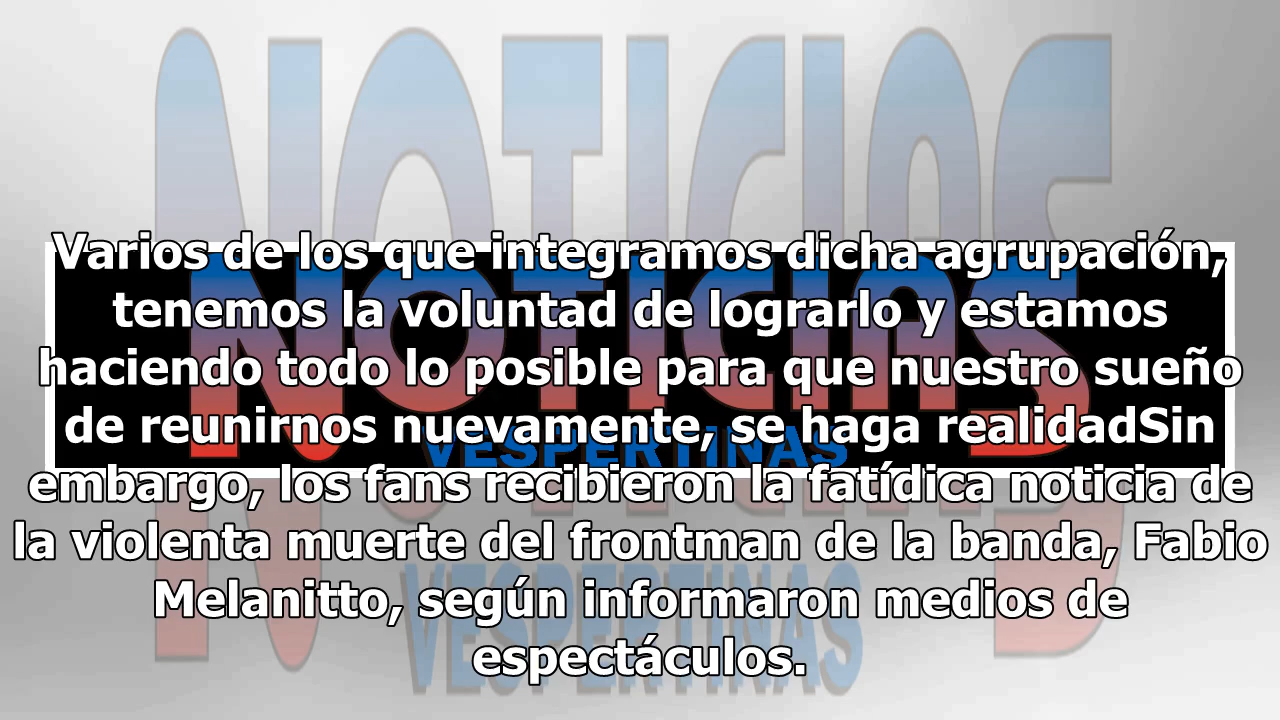 NOTICIAS
Varios de los que integramos dicha agrupación,
tenemos la voluntad de lograrlo y estamos
haciendo todo lo posible para que nuestro sueño
de reunirnos nuevamente, se haga realidadSin
embargo, los fans recibieron la fatídica noticia de
la violenta muerte del frontman de la banda, Fabio
Melanitto, según informaron medios de
espectáculos.
NOTICIAS
VESPERTINAS
VESPERTINAS